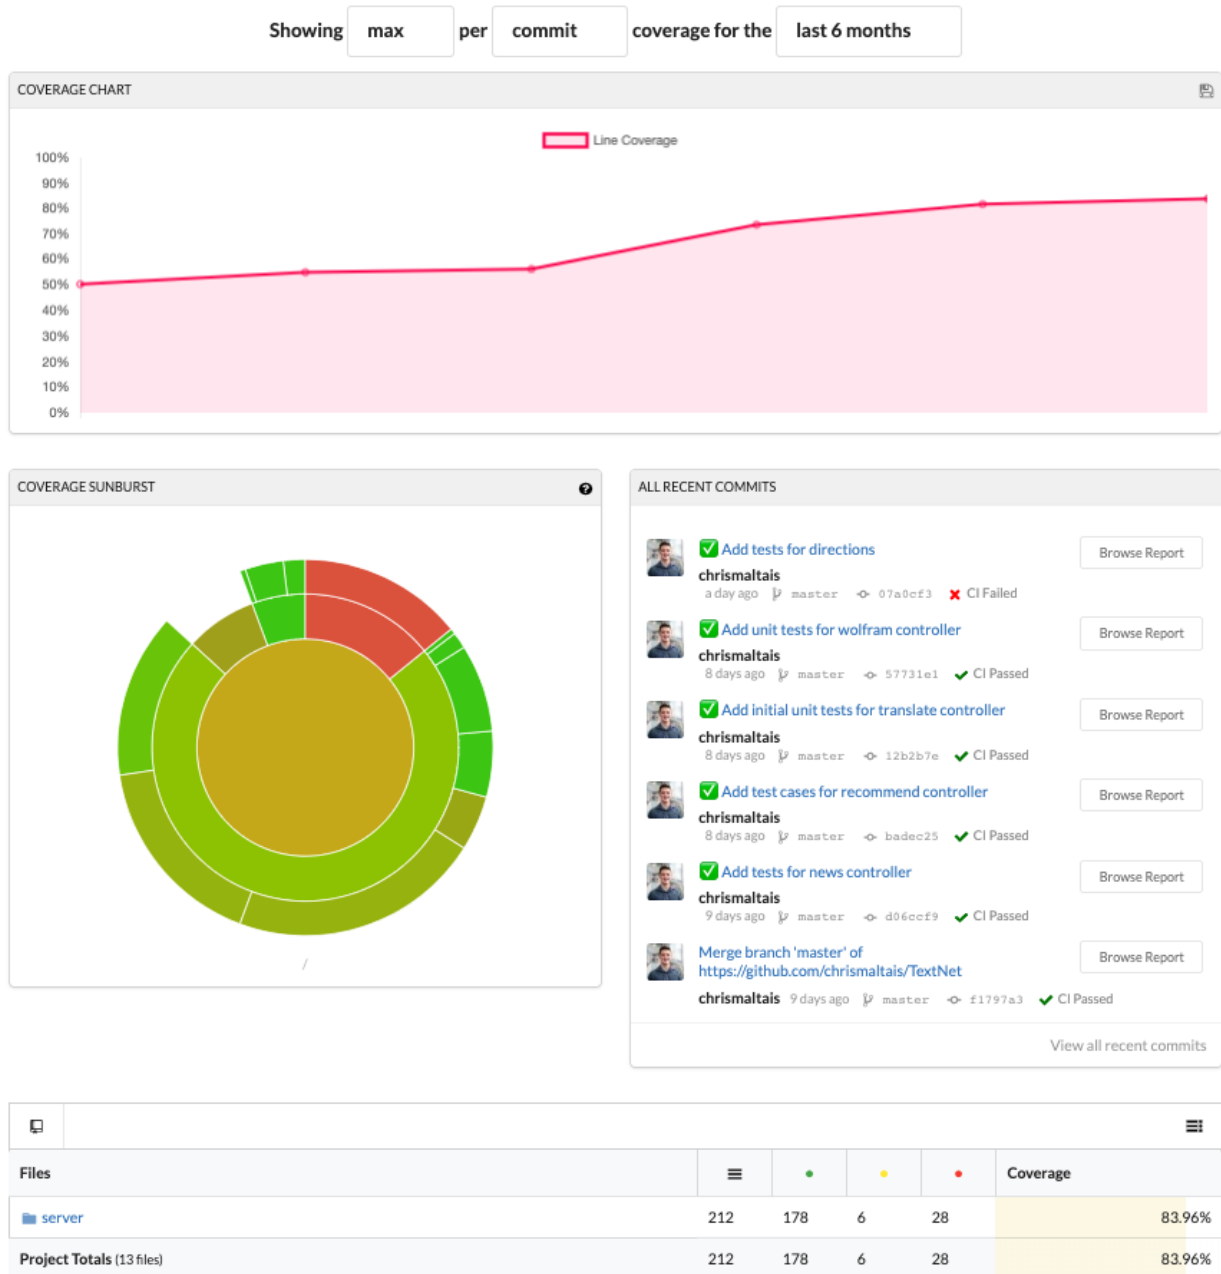 Showing max per commit coverage for the last 6 months
COVERAGE CHART
Line Coverage
100%
90%
80%
70%
60%
50%
40%
30%
20%
10%
0%
COVERAGE SUNBURST
/
ALL RECENT COMMITS
Add tests for directions
Browse Report
chrismaltais
a day ago master 07a0cf3 CI Failed
Add unit tests for wolfram controller
Browse Report
chrismaltais
8 days ago master 57731e1 CI Passed
Add initial unit tests for translate controller
Browse Report
chrismaltais
8 days ago master 12b2b7e CI Passed
Add test cases for recommend controller
Browse Report
chrismaltais
8 days ago master badec25 CI Passed
Add tests for news controller
Browse Report
chrismaltais
9 days ago master d06ccf9 CI Passed
Merge branch 'master' of
https://github.com/chrismaltais/TextNet
Browse Report
chrismaltais 9 days ago master f1797a3 CI Passed
View all recent commits
Files Coverage
server 212 178 6 28 83.96%
Project Totals (13 files) 212 178 6 28 83.96%